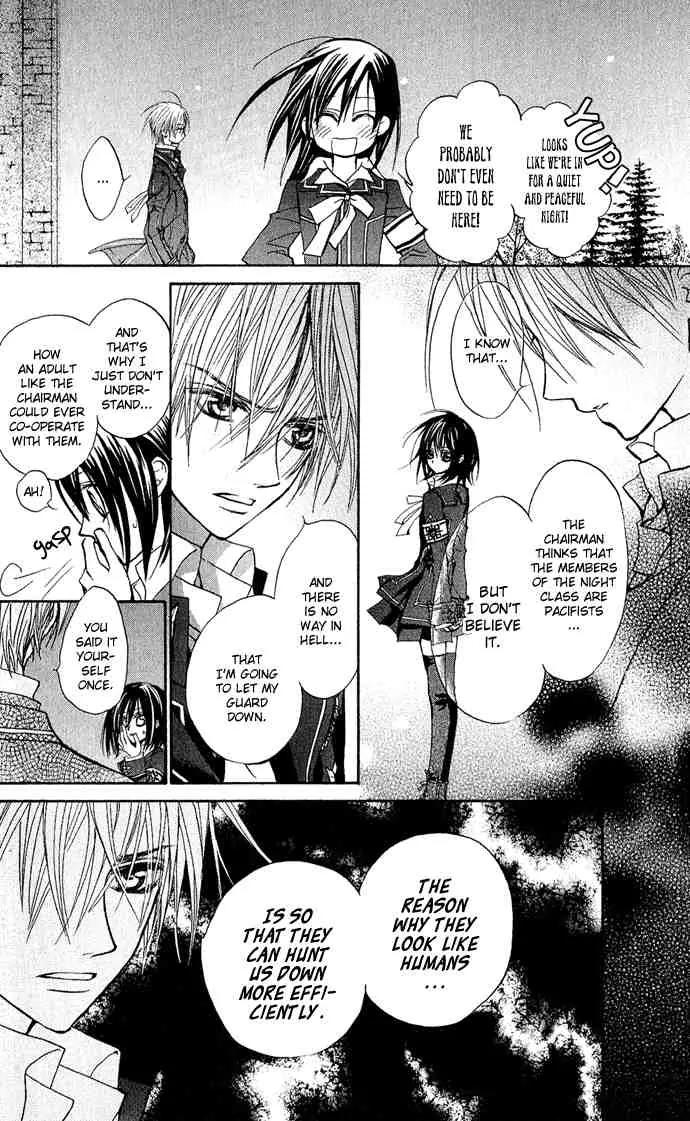 YUP!
LOOKS
LIKE WE'RE IN
FOR A QUIET
AND PEACEFUL
NIGHT!
WE
PROBABLY
DON'T EVEN
NEED TO BE
HERE!
...
I KNOW
THAT...
THE
CHAIRMAN
THINKS THAT
THE MEMBERS
OF THE NIGHT
CLASS ARE
PACIFISTS
...
BUT
I DON'T
BELIEVE
IT.
AND
THERE
IS NO
WAY IN
HELL...
THAT
I'M GOING
TO LET MY
GUARD
DOWN.
AND
THAT'S
WHY I
JUST DON'T
UNDER-
STAND...
HOW
AN ADULT
LIKE THE
CHAIRMAN
COULD EVER
CO-OPERATE
WITH THEM.
AH!
gasp
YOU
SAID IT
YOUR-
SELF
ONCE.
THE
REASON
WHY THEY
LOOK LIKE
HUMANS
...
IS SO
THAT THEY
CAN HUNT
US DOWN
MORE EFFI-
CIENTLY.